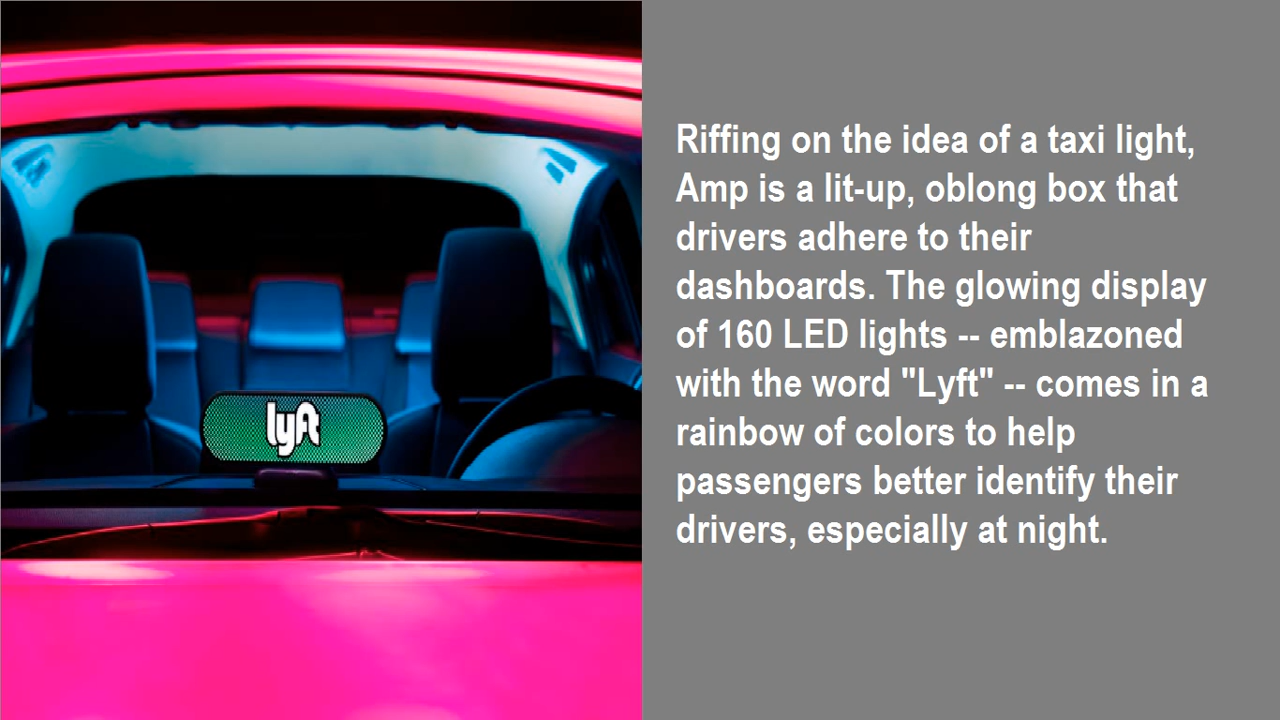 lyft
Riffing on the idea of a taxi light,
Amp is a lit-up, oblong box that
drivers adhere to their
dashboards. The glowing display
of 160 LED lights -- emblazoned
with the word "Lyft" -- comes in a
rainbow of colors to help
passengers better identify their
drivers, especially at night.